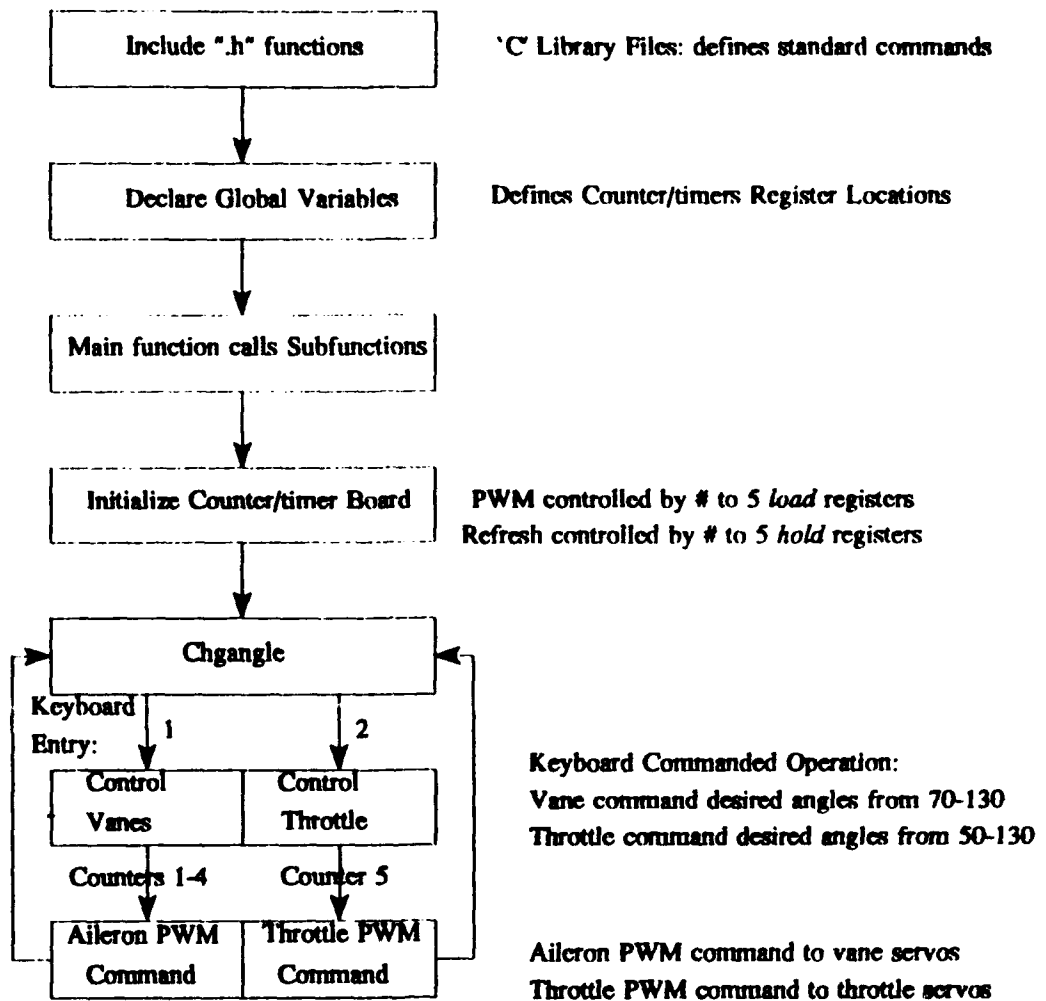 Include ".h" functions
'C' Library Files: defines standard commands
Declare Global Variables
Defines Counter/timers Register Locations
Main function calls Subfunctions
Initialize Counter/timer Board
PWM controlled by # to 5 load registers
Refresh controlled by # to 5 hold registers
Chgangle
Keyboard
Entry:
1
2
Control
Vanes
Control
Throttle
Keyboard Commanded Operation:
Vane command desired angles from 70-130
Throttle command desired angles from 50-130
Counters 1-4
Counter 5
Aileron PWM
Command
Throttle PWM
Command
Aileron PWM command to vane servos
Throttle PWM command to throttle servos